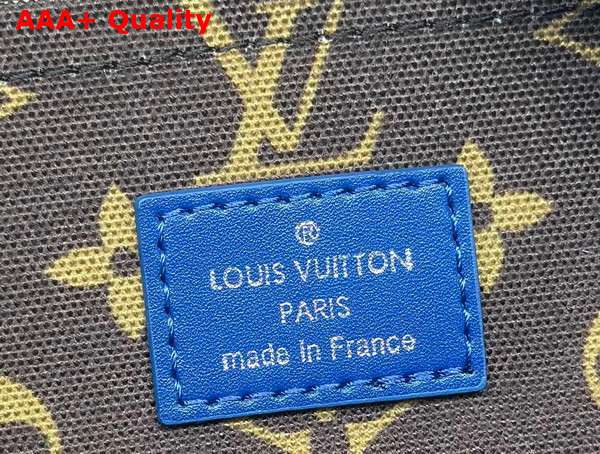 AAA+ Quality
®
LOUIS VUITTON
PARIS
made in France